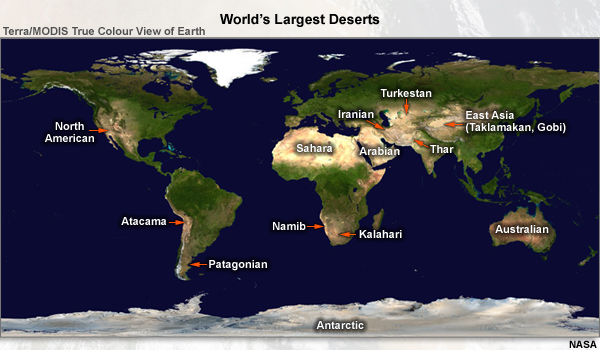 World's Largest Deserts
Terra/MODIS True Colour View of Earth
Turkestan
Iranian
East Asia
(Taklamakan, Gobi)
North
American
Sahara
Arabian
Thar
Atacama
Namib
Kalahari
Australian
Patagonian
Antarctic
NASA